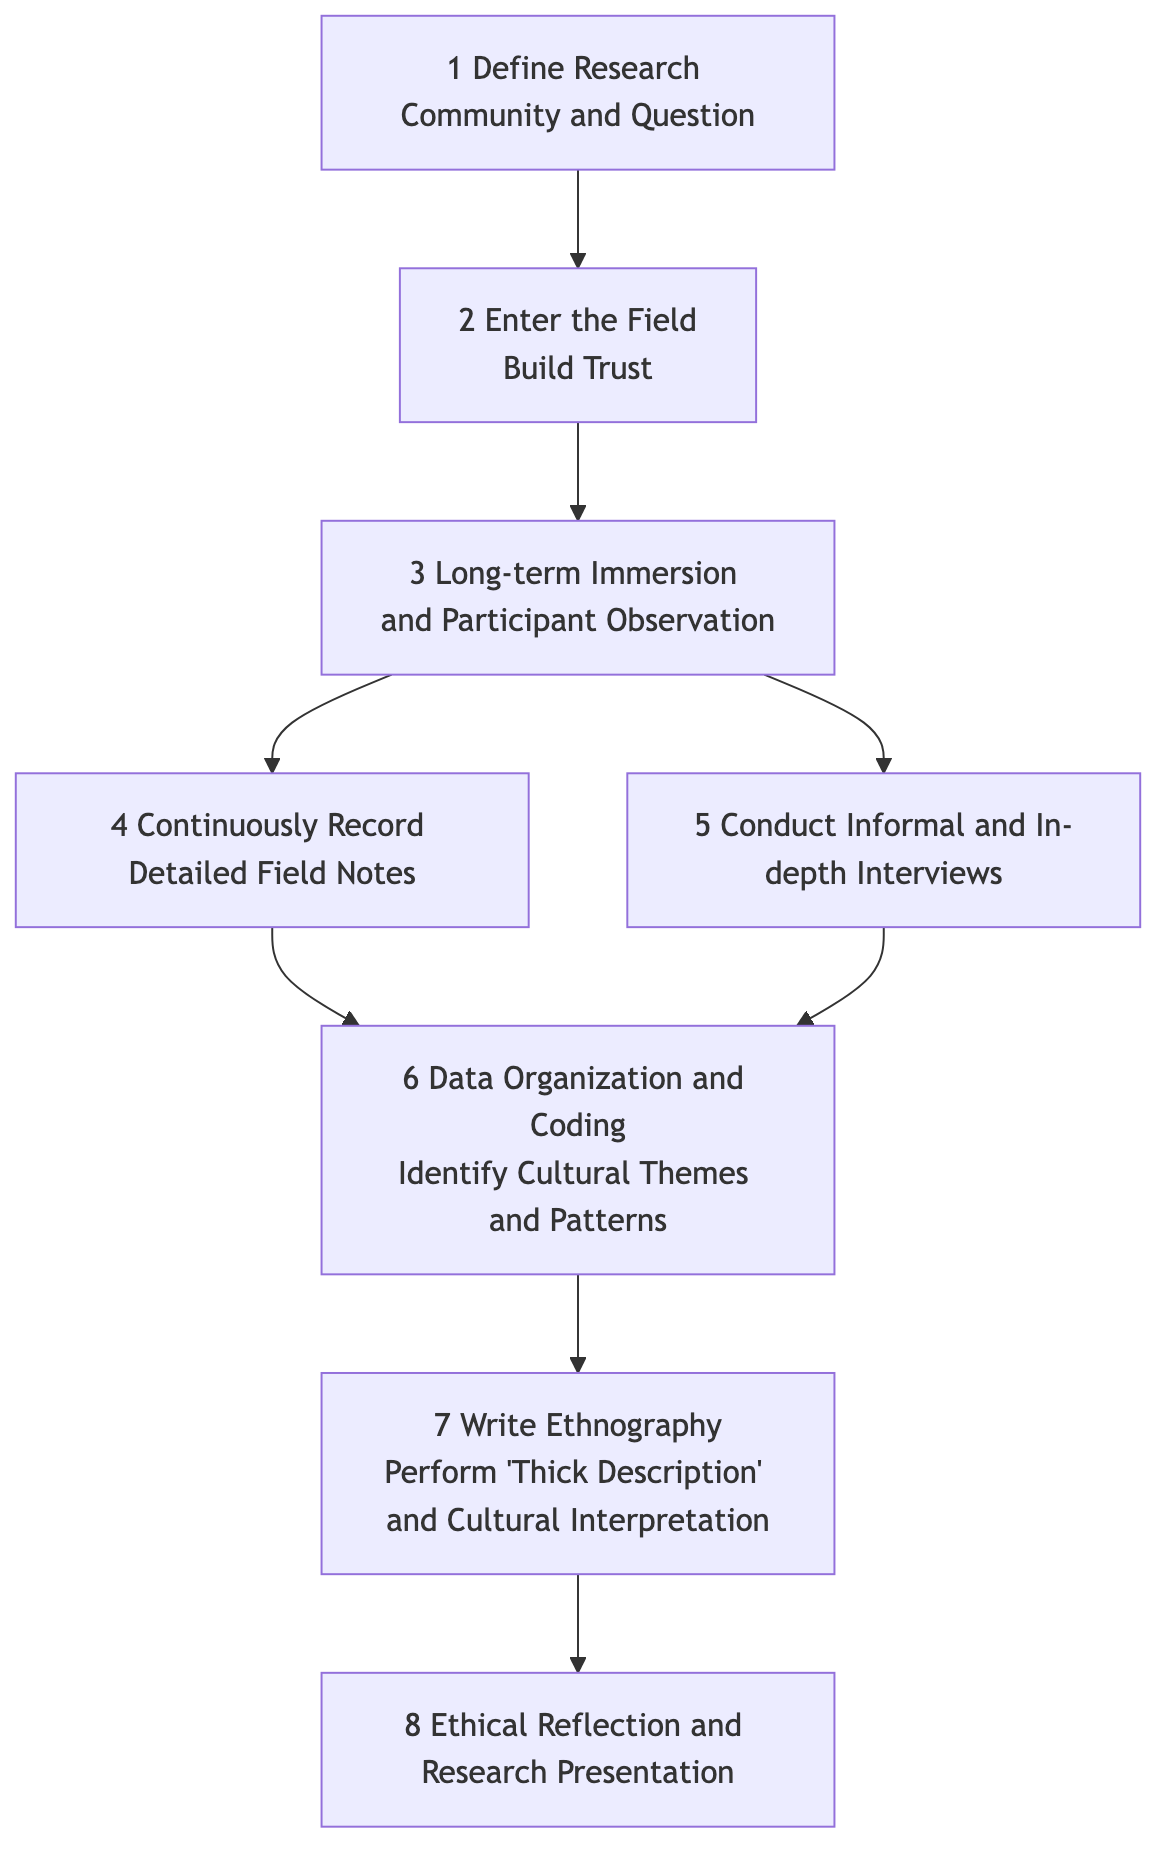 1 Define Research
Community and Question
2 Enter the Field
Build Trust
3 Long-term Immersion
and Participant Observation
4 Continuously Record
Detailed Field Notes
5 Conduct Informal and In-
depth Interviews
6 Data Organization and
Coding
Identify Cultural Themes
and Patterns
7 Write Ethnography
Perform 'Thick Description'
and Cultural Interpretation
8 Ethical Reflection and
Research Presentation